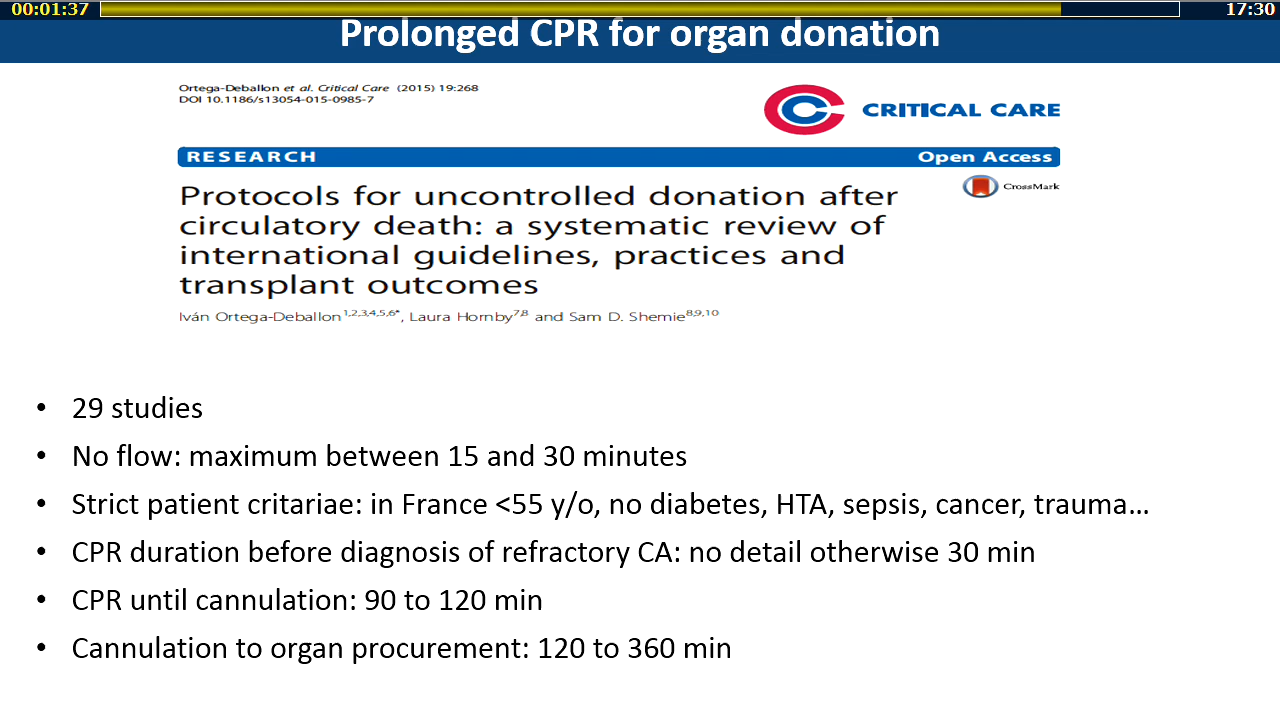 00:01:37
17:30
Prolonged CPR for organ donation
Ortega-Deballon et al. Critical Care (2015) 19:268
DOI 10.1186/s13054-015-0985-7
CRITICAL CARE
RESEARCH
Open Access
Protocols for uncontrolled donation after
circulatory death: a systematic review of
international guidelines, practices and
transplant outcomes
CrossMark
Iván Ortega-Deballon1,2,3,4,5,6*, Laura Hornby7,8 and Sam D. Shemie8,9,10
• 29 studies
• No flow: maximum between 15 and 30 minutes
• Strict patient critariae: in France <55 y/o, no diabetes, HTA, sepsis, cancer, trauma…
• CPR duration before diagnosis of refractory CA: no detail otherwise 30 min
• CPR until cannulation: 90 to 120 min
• Cannulation to organ procurement: 120 to 360 min